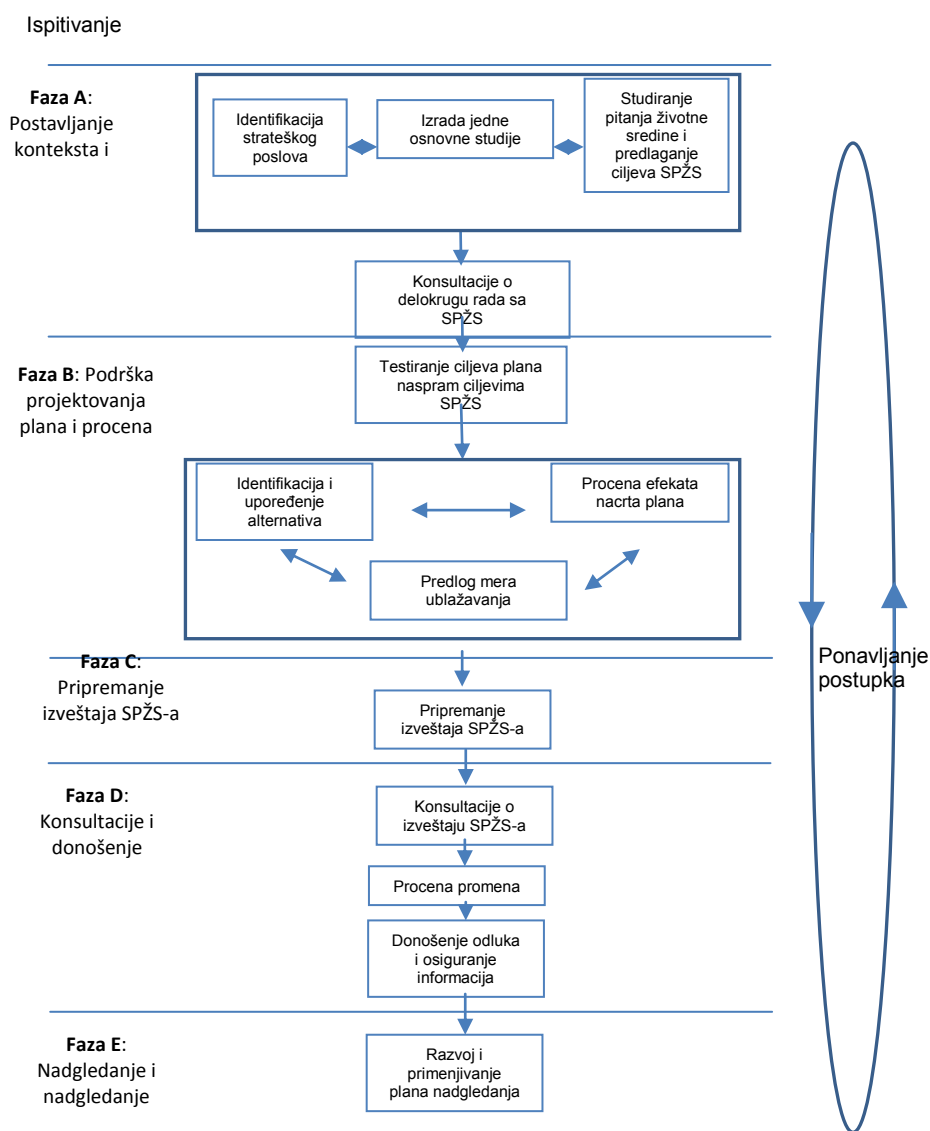 Ispitivanje
Faza A:
Postavljanje
konteksta i
Identifikacija
strateškog
poslova
Izrada jedne
osnovne studije
Studiranje
pitanja životne
sredine i
predlaganje
ciljeva SPŽS
Konsultacije o
delokrugu rada sa
SPŽS
Faza B: Podrška
projektovanja
plana i procena
Testiranje ciljeva plana
naspram ciljevima
SPŽS
Identifikacija i
upoređenje
alternativa
Procena efekata
nacrta plana
Predlog mera
ublažavanja
Ponavljanje
postupka
Faza C:
Pripremanje
izveštaja SPŽS-a
Pripremanje
izveštaja SPŽS-a
Faza D:
Konsultacije i
donošenje
Konsultacije o
izveštaju SPŽS-a
Procena promena
Donošenje odluka
i osiguranje
informacija
Faza E:
Nadgledanje i
nadgledanje
Razvoj i
primenjivanje
plana nadgledanja